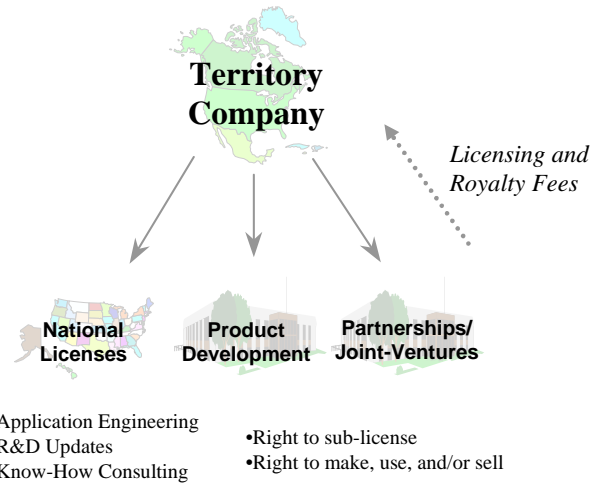 Territory
Company
Licensing and
Royalty Fees
National
Licenses
Product
Development
Partnerships/
Joint-Ventures
Application Engineering
R&D Updates
Know-How Consulting
•Right to sub-license
•Right to make, use, and/or sell